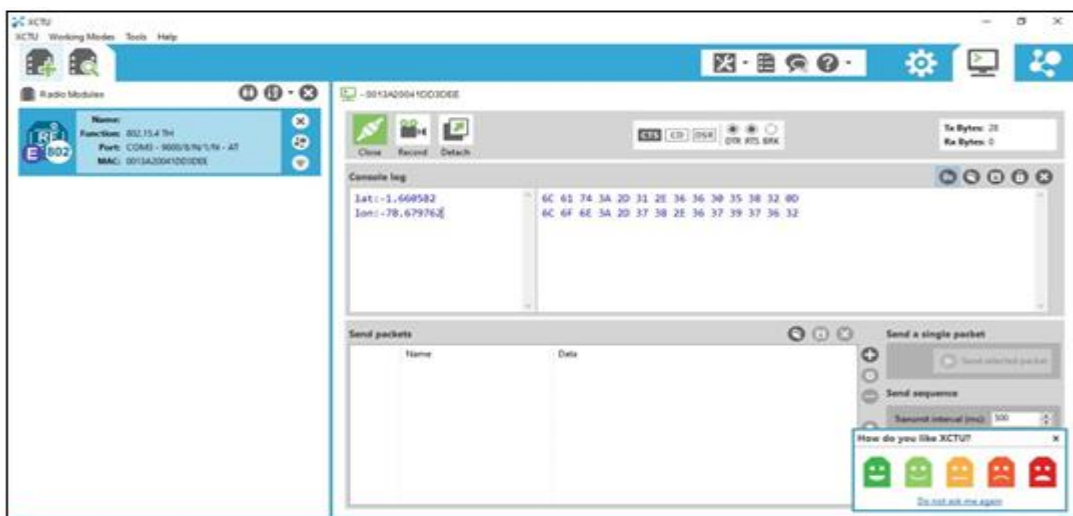 XCTU
XCTU Working Modes Tools Help
Radio Modules
Name:
Function: 802.15.4 TH
Port: COM3 - 9600/8/N/1/N - AT
MAC: 0013A20041DD3DEE
- 0013A20041DD3DEE
Close Record Detach
CTS CD DSR DTR RTS BRK
Tx Bytes: 28
Rx Bytes: 0
Console log
lat:-1.660582 6C 61 74 3A 2D 31 2E 36 36 30 35 38 32 0D
lon:-78.679762 6C 6F 6E 3A 2D 37 38 2E 36 37 39 37 36 32
Send packets
Name Data
Send a single packet
Send selected packet
Send sequence
Transmit interval (ms): 500
How do you like XCTU?
Do not ask me again